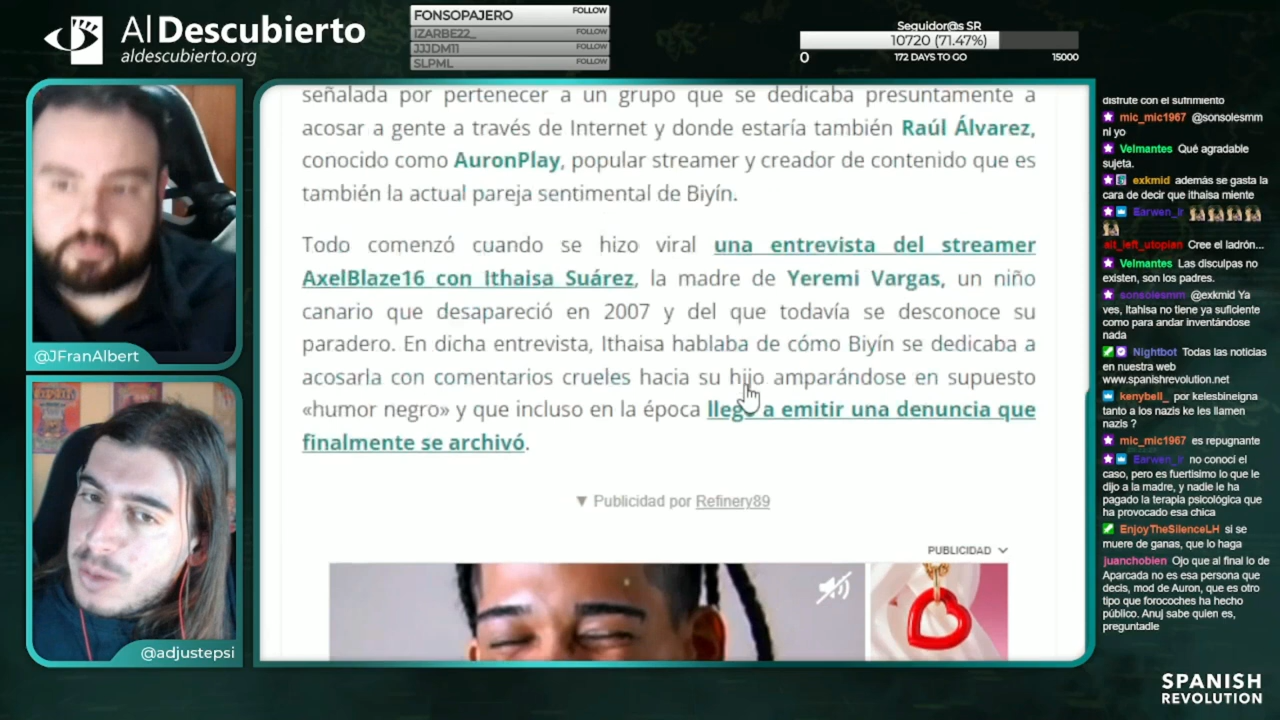 Al Descubierto
aldescubierto.org
FONSOPAJERO FOLLOW
IZARBE22_ FOLLOW
JJJDM11 FOLLOW
SLPML FOLLOW
Seguidor@s SR
10720 (71.47%)
0 172 DAYS TO GO 15000
@JFranAlbert
@adjustepsi
señalada por pertenecer a un grupo que se dedicaba presuntamente a
acosar a gente a través de Internet y donde estaría también Raúl Álvarez,
conocido como AuronPlay, popular streamer y creador de contenido que es
también la actual pareja sentimental de Biyín.
Todo comenzó cuando se hizo viral una entrevista del streamer
AxelBlaze16 con Ithaisa Suárez, la madre de Yeremi Vargas, un niño
canario que desapareció en 2007 y del que todavía se desconoce su
paradero. En dicha entrevista, Ithaisa hablaba de cómo Biyín se dedicaba a
acosarla con comentarios crueles hacia su hijo amparándose en supuesto
«humor negro» y que incluso en la época llegó a emitir una denuncia que
finalmente se archivó.
▼ Publicidad por Refinery89
PUBLICIDAD
disfrute con el sufrimiento
mic_mic1967 @sonsolesmm
ni yo
Velmantes Qué agradable
sujeta.
exkmid además se gasta la
cara de decir que ithaisa miente
Earwen_ir
alt_left_utopian Cree el ladrón...
Velmantes Las disculpas no
existen, son los padres.
sonsolesmm @exkmid Ya
ves, Itahisa no tiene ya suficiente
como para andar inventándose
nada
Nightbot Todas las noticias
en nuestra web
www.spanishrevolution.net
kenybell_ por kelesbineigna
tanto a los nazis ke les llamen
nazis ?
mic_mic1967 es repugnante
Earwen_ir no conocí el
caso, pero es fuertísimo lo que le
dijo a la madre, y nadie le ha
pagado la terapia psicológica que
ha provocado esa chica
EnjoyTheSilenceLH si se
muere de ganas, que lo haga
juanchobien Ojo que al final lo de
Aparcada no es esa persona que
decis, mod de Auron, que es otro
tipo que forocoches ha hecho
público. Anuj sabe quien es,
preguntadle
SPANISH
REVOLUTION